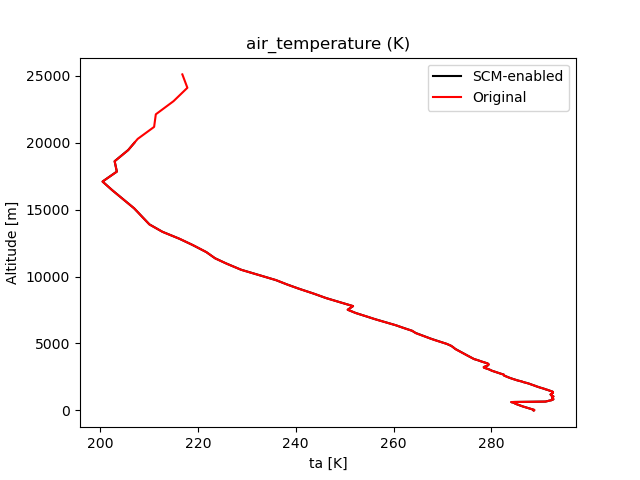 air_temperature (K)
SCM-enabled
Original
25000
20000
15000
10000
5000
0
Altitude [m]
200
220
240
260
280
ta [K]